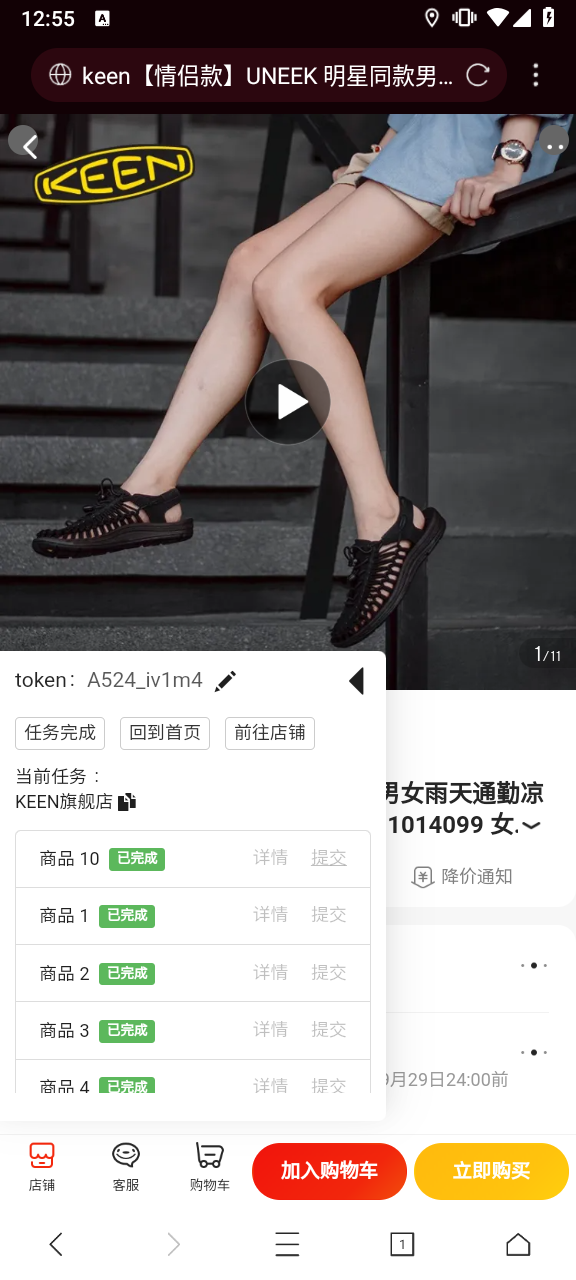 12:55
A
keen【情侣款】UNEEK 明星同款男...
KEEN
1/11
token: A524_iv1m4
任务完成 回到首页 前往店铺
当前任务：
KEEN旗舰店
男女雨天通勤凉
1014099 女.
降价通知
商品 10 已完成 详情 提交
商品 1 已完成 详情 提交
商品 2 已完成 详情 提交
商品 3 已完成 详情 提交
9月29日24:00前
商品 4 已完成 详情 提交
店铺 客服 购物车 加入购物车 立即购买
1